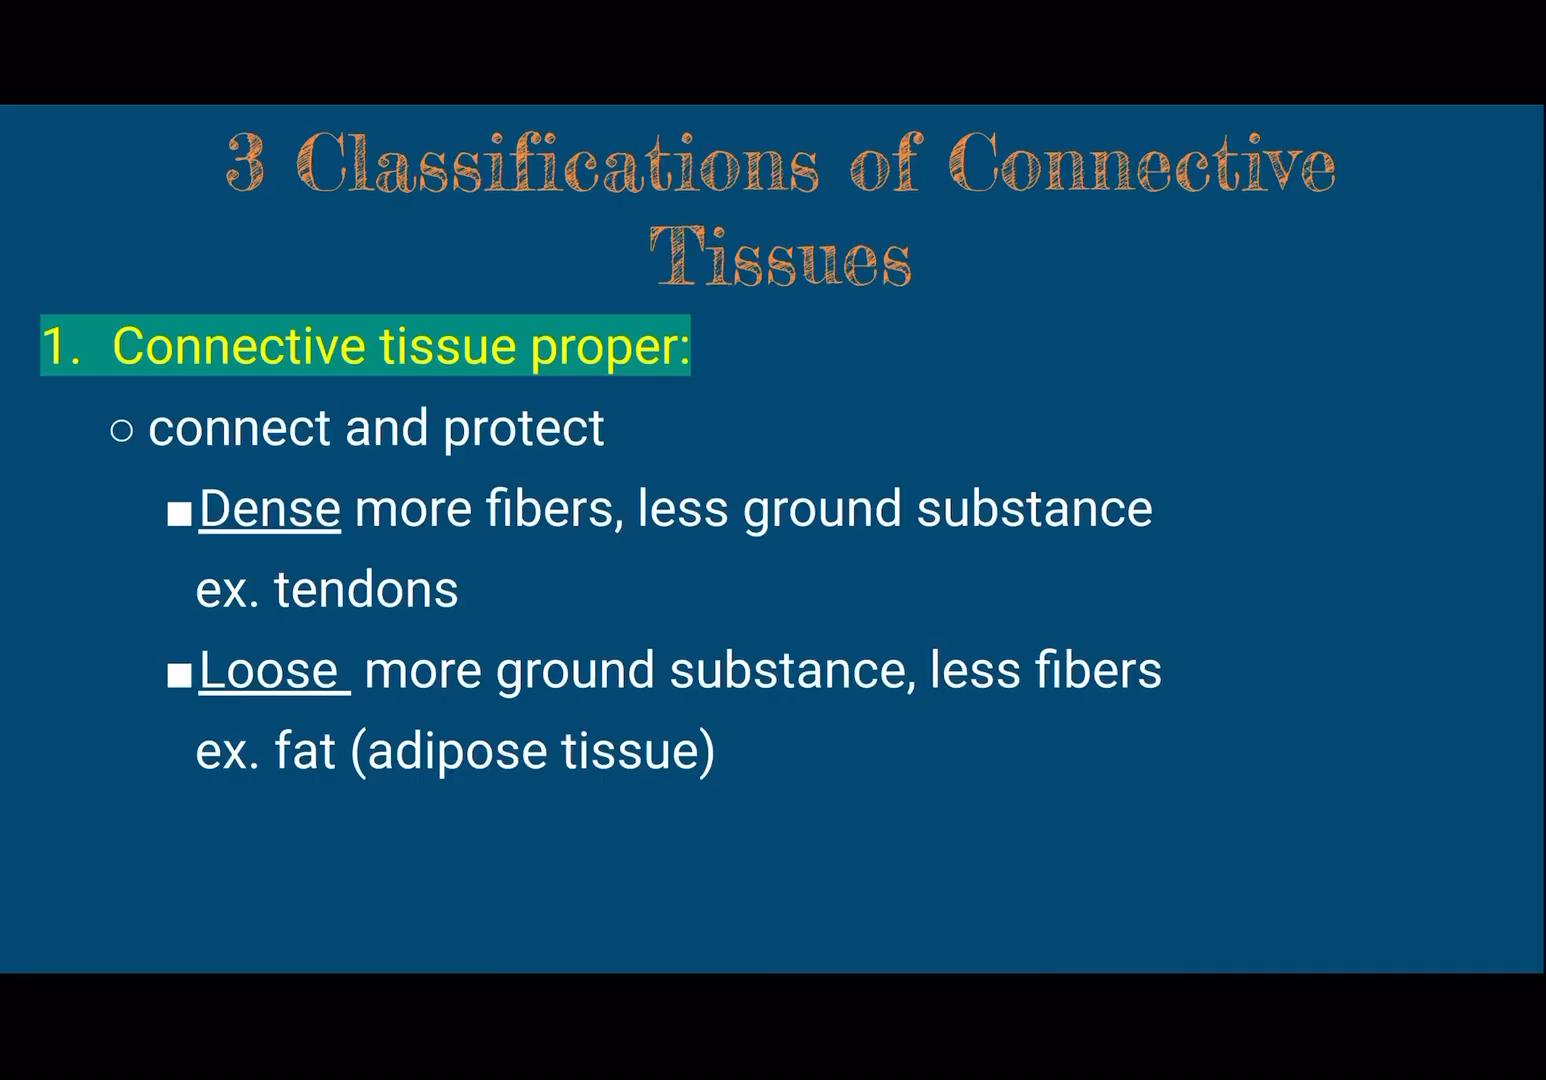 3 Classifications of Connective
Tissues
1. Connective tissue proper:
○ connect and protect
■ Dense more fibers, less ground substance
ex. tendons
■ Loose more ground substance, less fibers
ex. fat (adipose tissue)